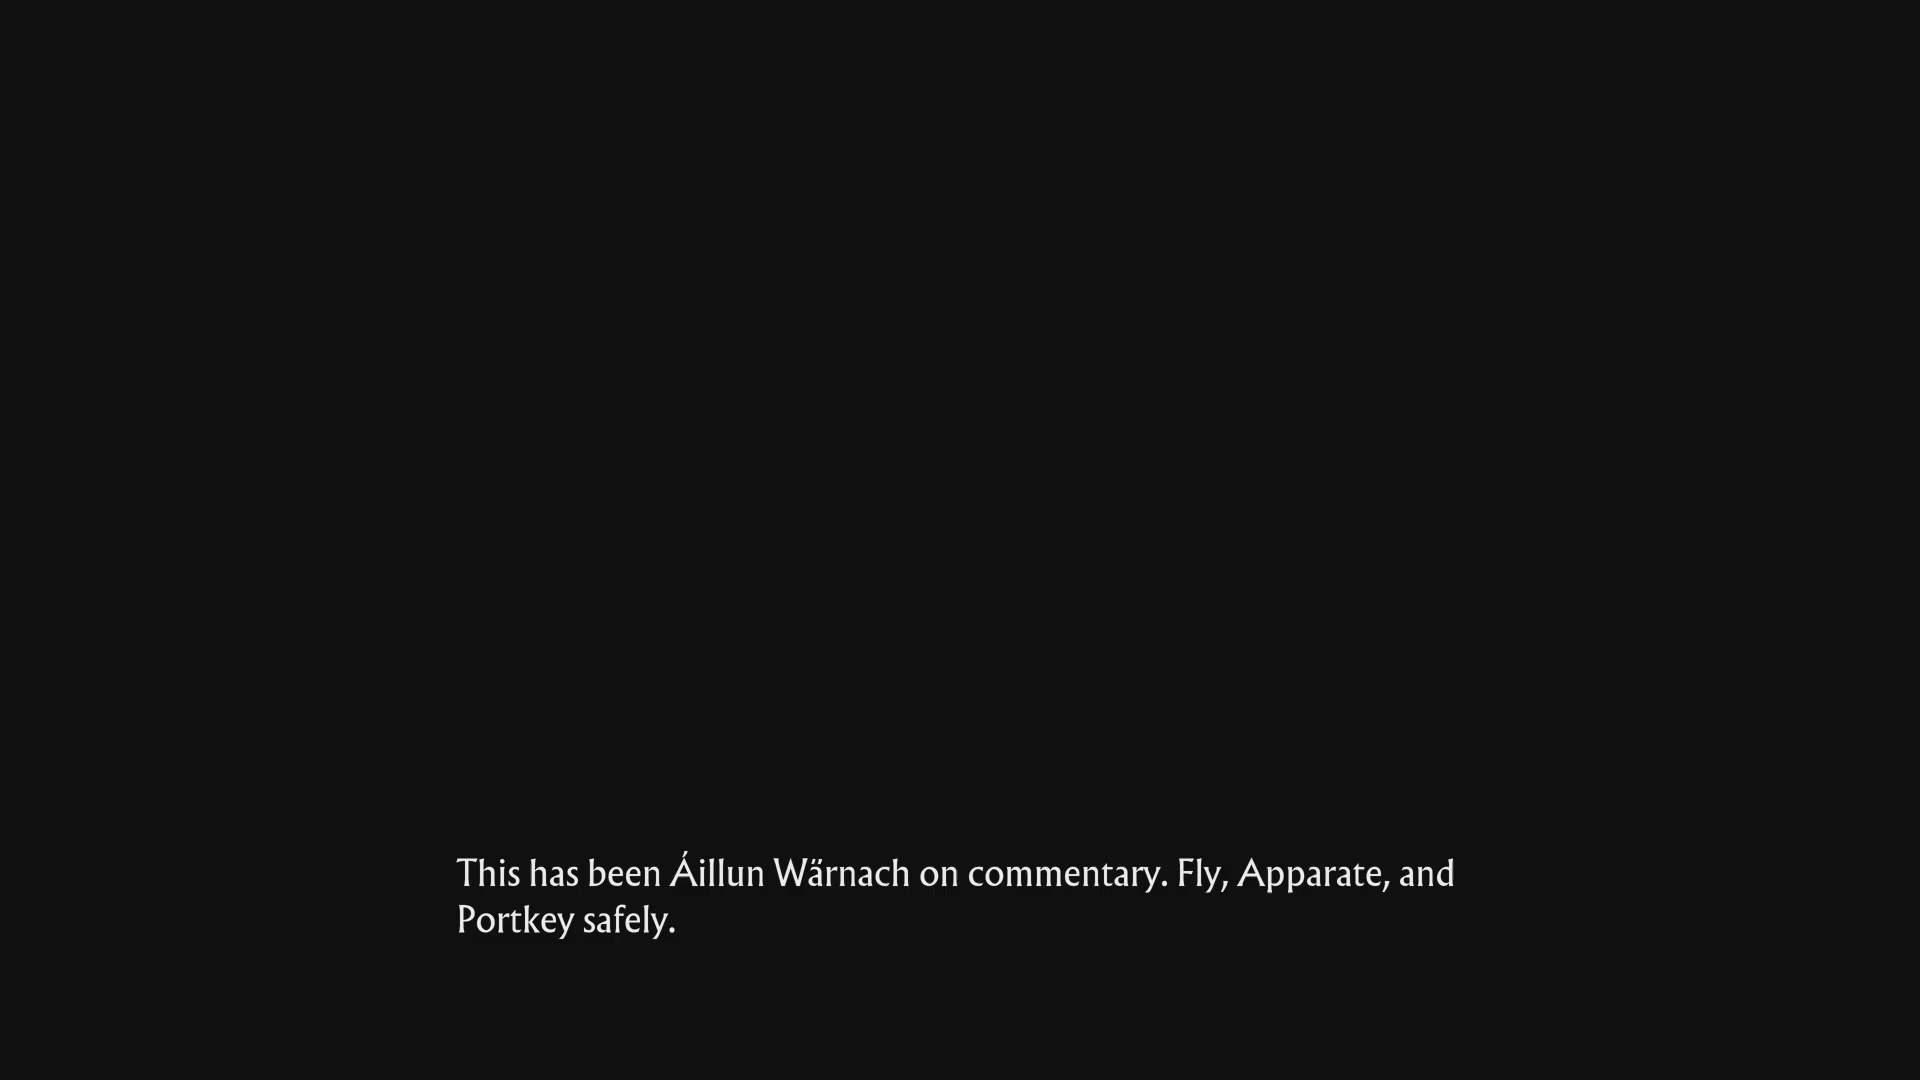 This has been Áillun Wärnach on commentary. Fly, Apparate, and
Portkey safely.